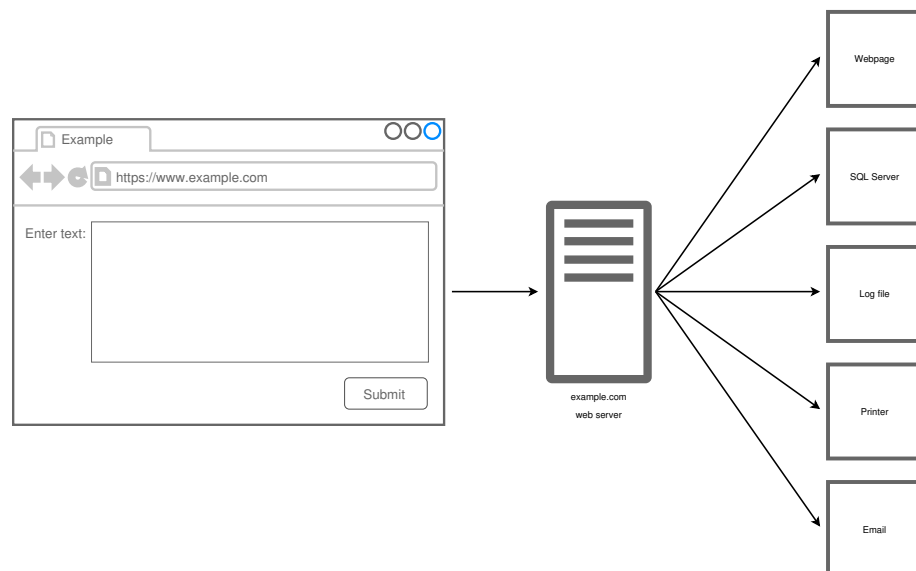 Example
https://www.example.com
Enter text:
Submit
example.com
web server
Webpage
SQL Server
Log file
Printer
Email